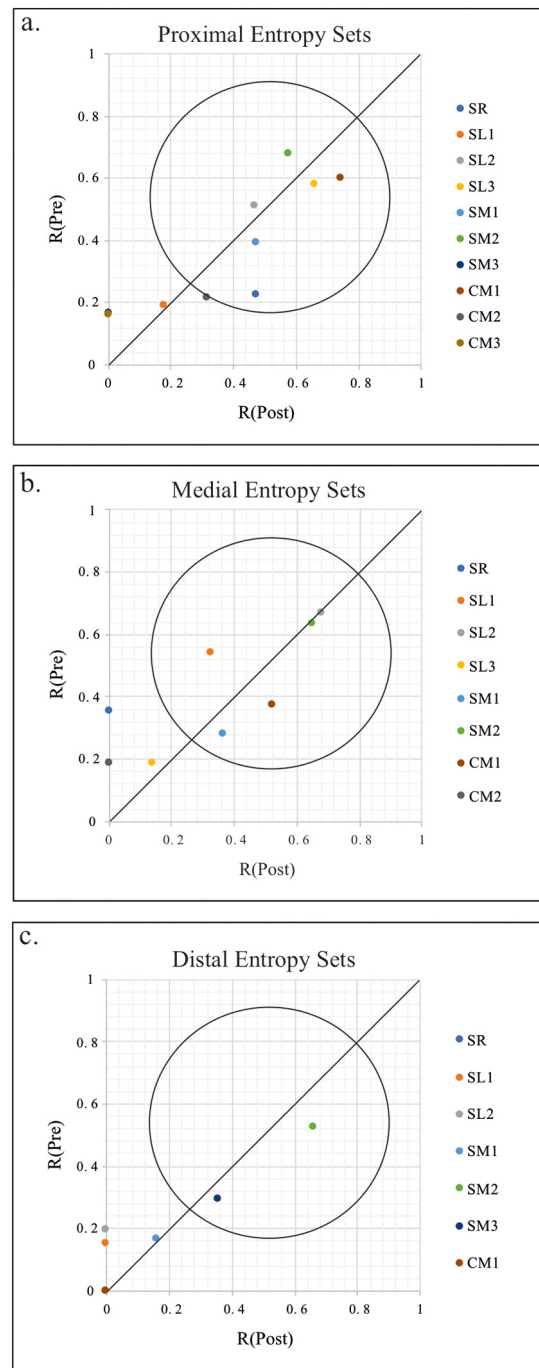 a.
Proximal Entropy Sets
1
0.8
0.6
0.4
0.2
0
R(Pre)
0
0.2
0.4
0.6
0.8
1
R(Post)
SR
SL1
SL2
SL3
SM1
SM2
SM3
CM1
CM2
CM3
b.
Medial Entropy Sets
1
0.8
0.6
0.4
0.2
0
R(Pre)
0
0.2
0.4
0.6
0.8
1
R(Post)
SR
SL1
SL2
SL3
SM1
SM2
CM1
CM2
c.
Distal Entropy Sets
1
0.8
0.6
0.4
0.2
0
R(Pre)
0
0.2
0.4
0.6
0.8
1
R(Post)
SR
SL1
SL2
SM1
SM2
SM3
CM1